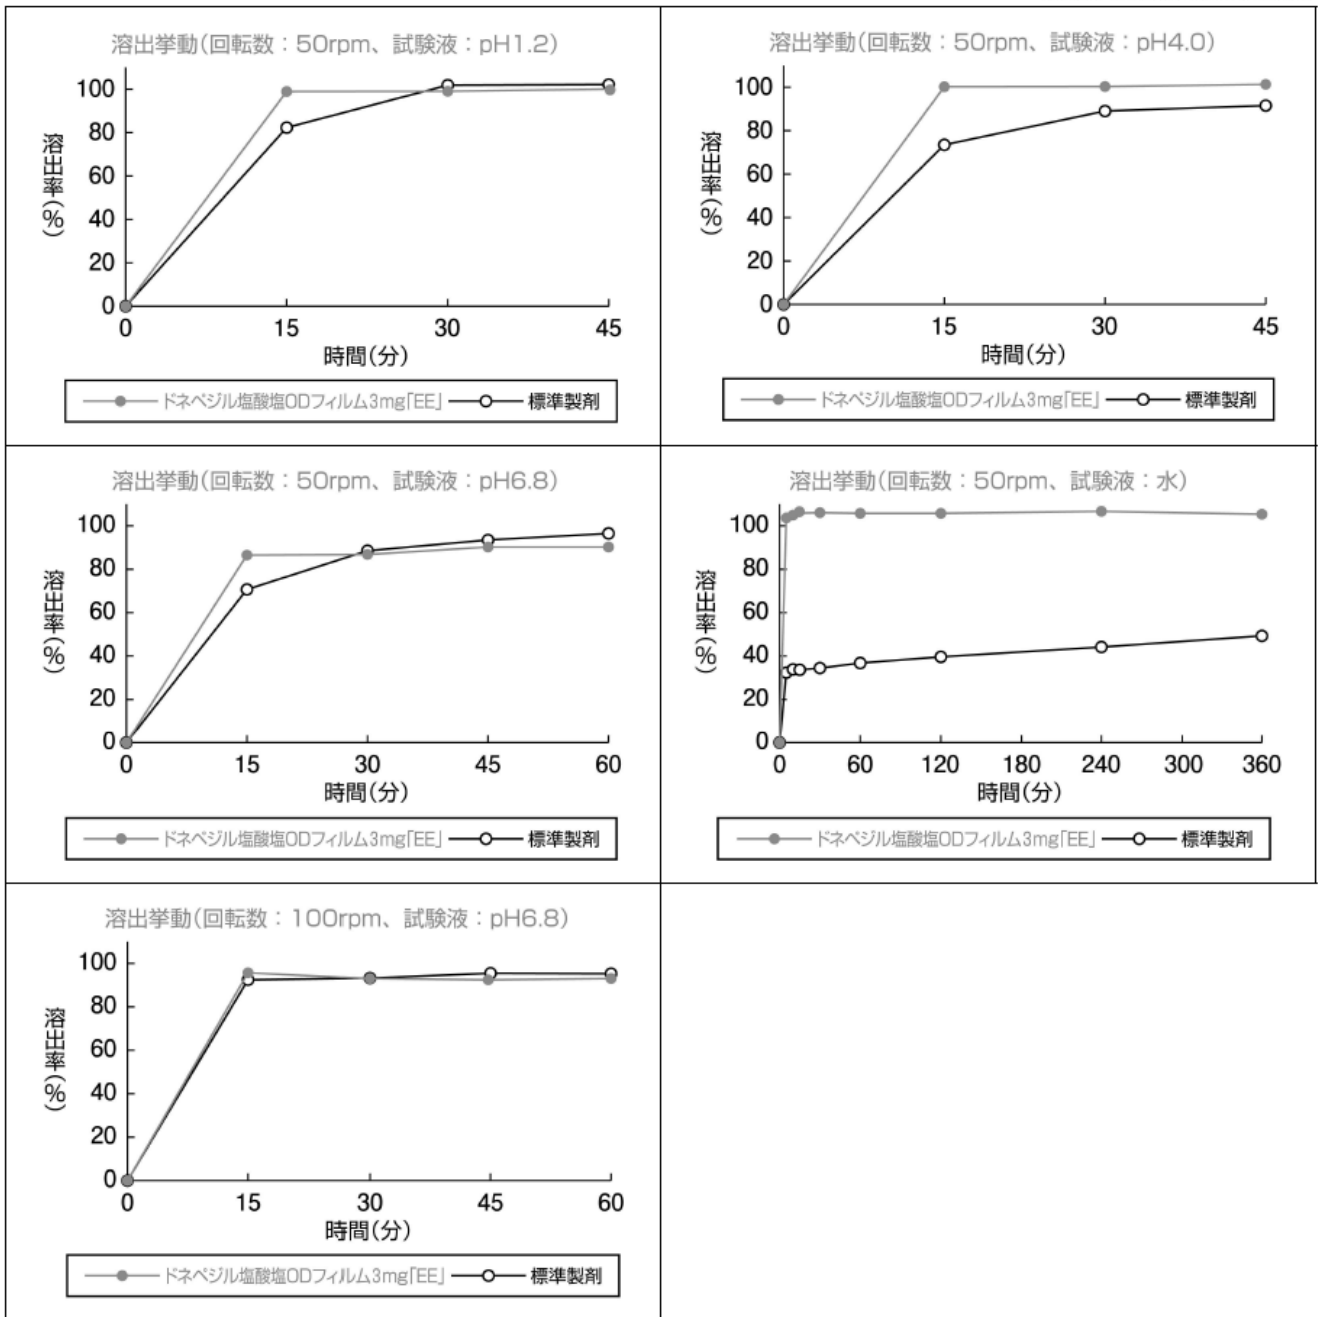 溶出挙動(回転数：50rpm、試験液：pH1.2)
溶出率(%)
100
80
60
40
20
0
0 15 30 45
時間(分)
ドネペジル塩酸塩ODフィルム3mg「EE」 標準製剤
溶出挙動(回転数：50rpm、試験液：pH4.0)
溶出率(%)
100
80
60
40
20
0
0 15 30 45
時間(分)
ドネペジル塩酸塩ODフィルム3mg「EE」 標準製剤
溶出挙動(回転数：50rpm、試験液：pH6.8)
溶出率(%)
100
80
60
40
20
0
0 15 30 45 60
時間(分)
ドネペジル塩酸塩ODフィルム3mg「EE」 標準製剤
溶出挙動(回転数：50rpm、試験液：水)
溶出率(%)
100
80
60
40
20
0
0 60 120 180 240 300 360
時間(分)
ドネペジル塩酸塩ODフィルム3mg「EE」 標準製剤
溶出挙動(回転数：100rpm、試験液：pH6.8)
溶出率(%)
100
80
60
40
20
0
0 15 30 45 60
時間(分)
ドネペジル塩酸塩ODフィルム3mg「EE」 標準製剤